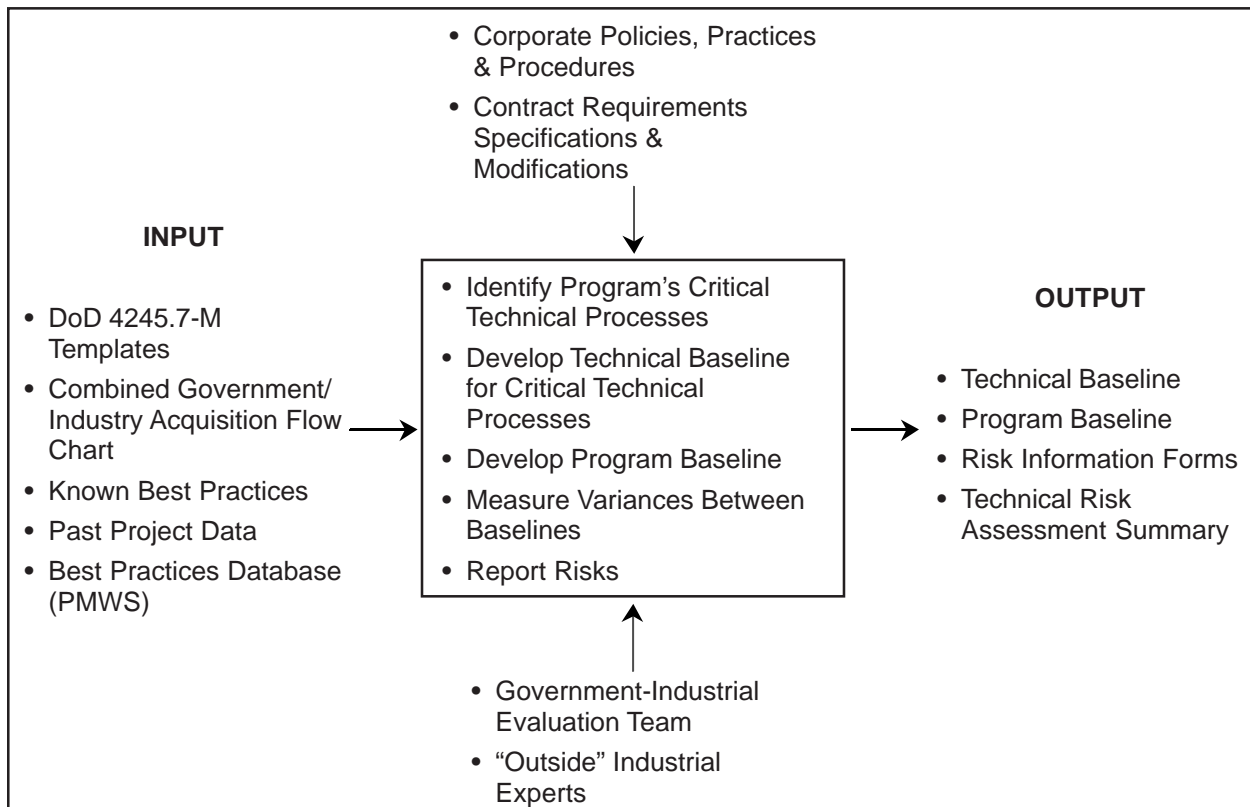 • Corporate Policies, Practices
& Procedures
• Contract Requirements
Specifications &
Modifications
INPUT
• DoD 4245.7-M
Templates
• Combined Government/
Industry Acquisition Flow
Chart
• Known Best Practices
• Past Project Data
• Best Practices Database
(PMWS)
• Identify Program’s Critical
Technical Processes
• Develop Technical Baseline
for Critical Technical
Processes
• Develop Program Baseline
• Measure Variances Between
Baselines
• Report Risks
OUTPUT
• Technical Baseline
• Program Baseline
• Risk Information Forms
• Technical Risk
Assessment Summary
• Government-Industrial
Evaluation Team
• “Outside” Industrial
Experts